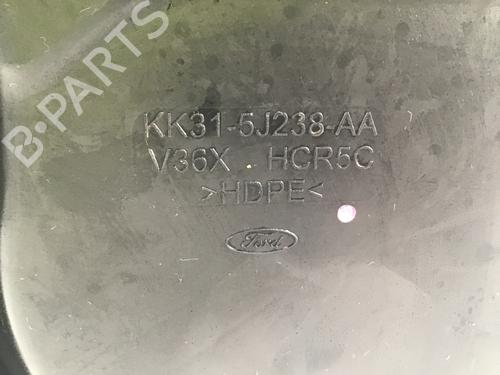 B-PARTS
KK31-5J238-AA
V36X HCR5C
>HDPE<
Ford